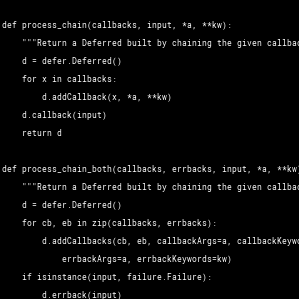 def process_chain(callbacks, input, *a, **kw):
"""Return a Deferred built by chaining the given
d = defer.Deferred()
for x in callbacks:
d.addCallback(x, *a, **kw)
d.callback(input)
return d
def process_chain_both(callbacks, errbacks, input, *a, **kw
"""Return a Deferred built by chaining the given
d = defer.Deferred()
for cb, eb in zip(callbacks, errbacks):
d.addCallbacks(cb, eb, callbackArgs=a,
errbackArgs=a, errbackKeywords=kw)
if isinstance(input, failure.Failure):
d.errback(input)